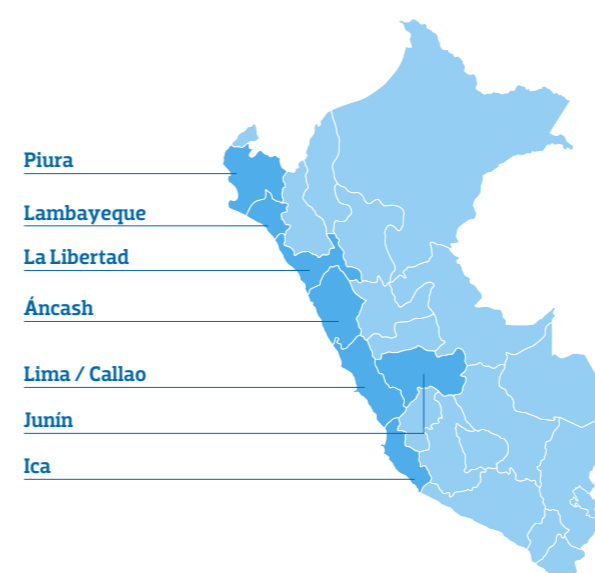 Piura
Lambayeque
La Libertad
Áncash
Lima / Callao
Junín
Ica